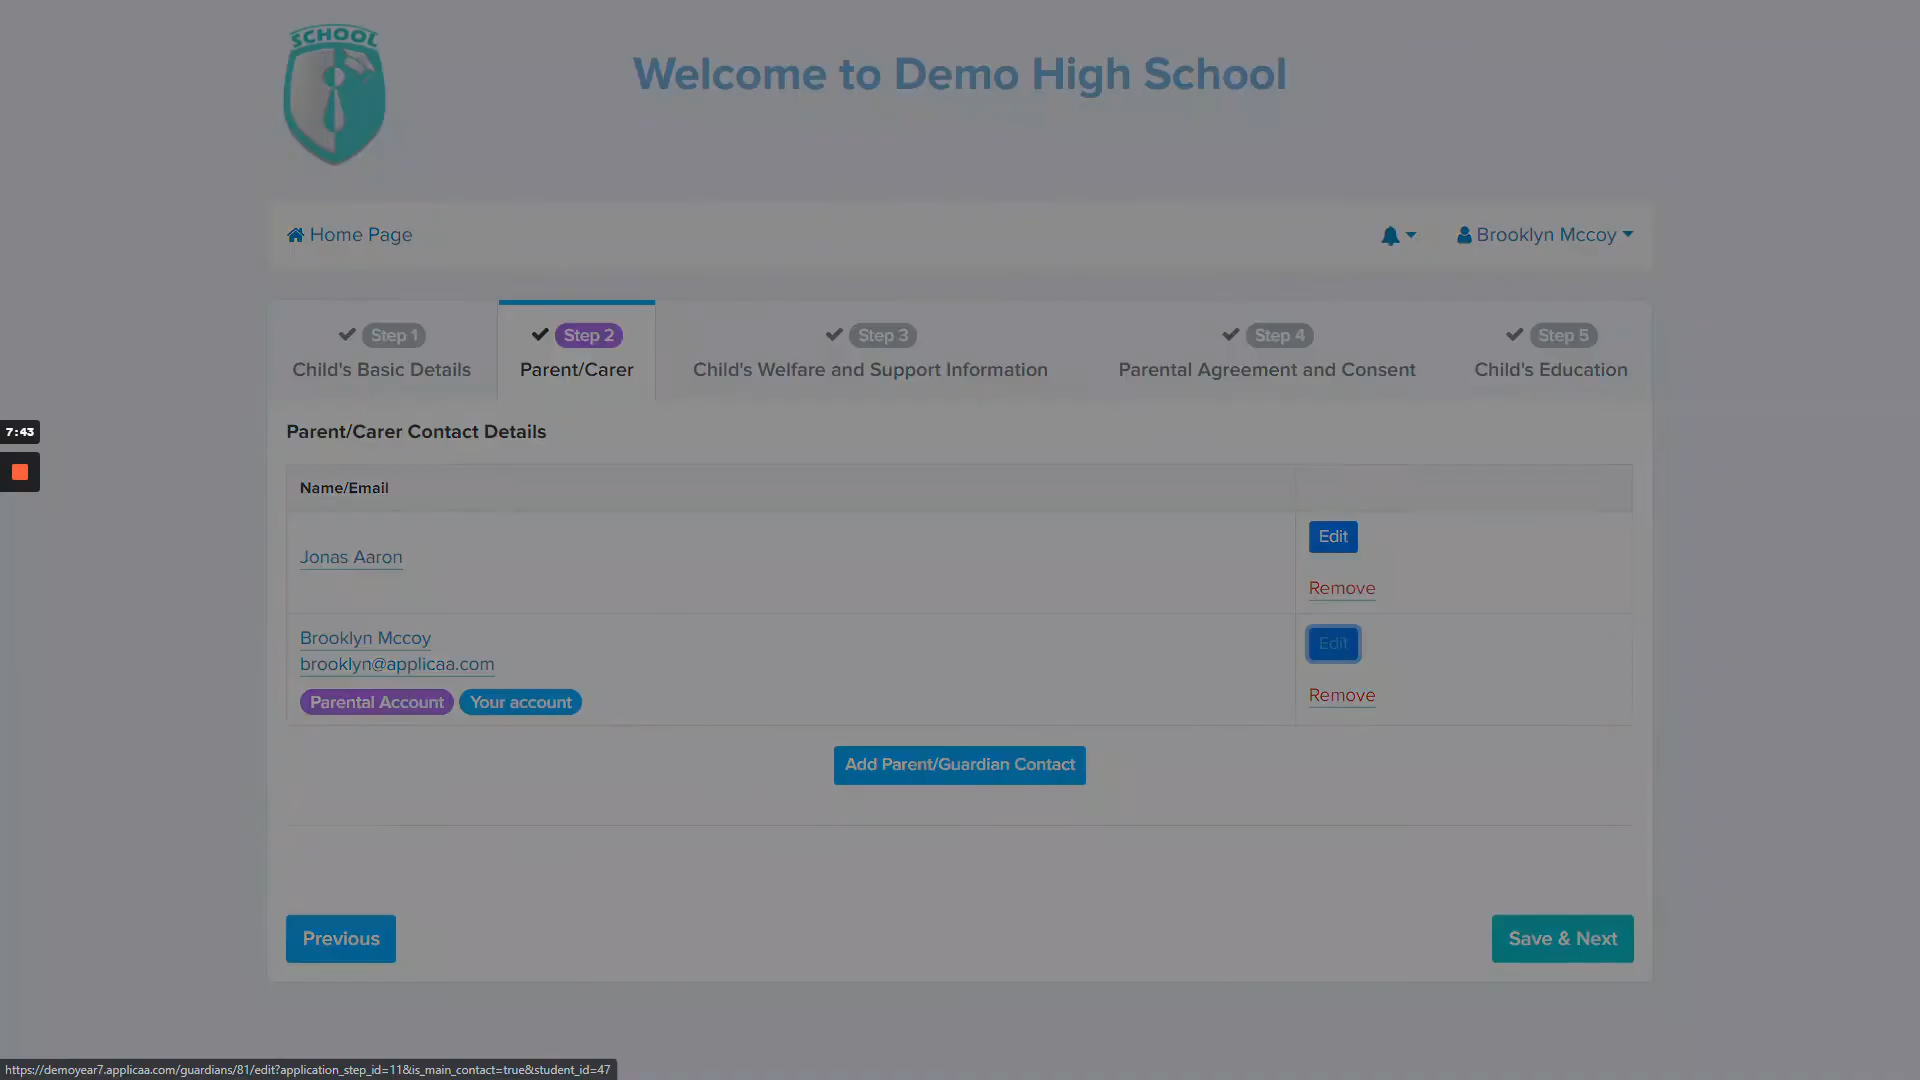 SCHOOL
Welcome to Demo High School
Home Page
Brooklyn Mccoy
Step 1
Child's Basic Details
Step 2
Parent/Carer
Step 3
Child's Welfare and Support Information
Step 4
Parental Agreement and Consent
Step 5
Child's Education
7:43
Parent/Carer Contact Details
Name/Email
Jonas Aaron
Edit
Remove
Brooklyn Mccoy
brooklyn@applicaa.com
Parental Account
Your account
Edit
Remove
Add Parent/Guardian Contact
Previous
Save & Next
https://demoyear7.applicaa.com/guardians/81/edit?application_step_id=11&is_main_contact=true&student_id=47